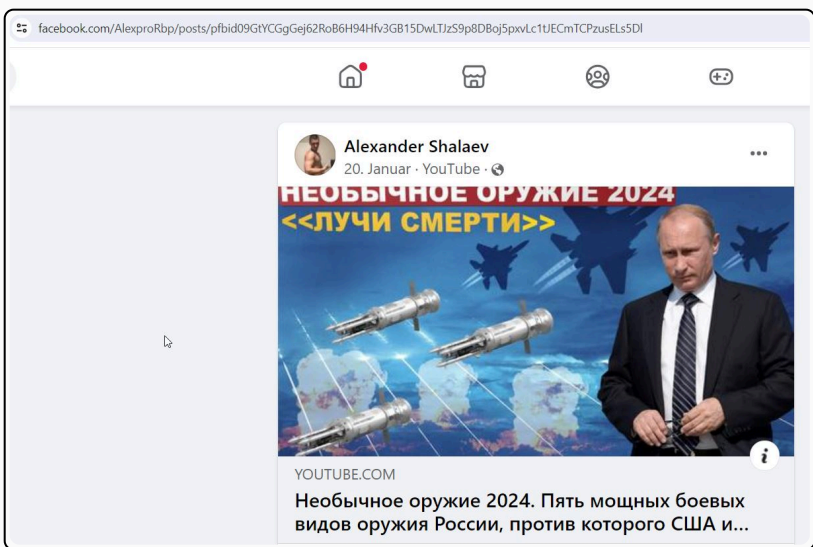 facebook.com/AlexproRbp/posts/pfbid09GtYCGgGej62RoB6H94Hfv3GB15DwLTJzS9p8DBoj5pxvLc1tJECmTCPzusELs5Dl
Alexander Shalaev
20. Januar · YouTube ·
НЕОБЫЧНОЕ ОРУЖИЕ 2024
<<ЛУЧИ СМЕРТИ>>
YOUTUBE.COM
Необычное оружие 2024. Пять мощных боевых
видов оружия России, против которого США и...